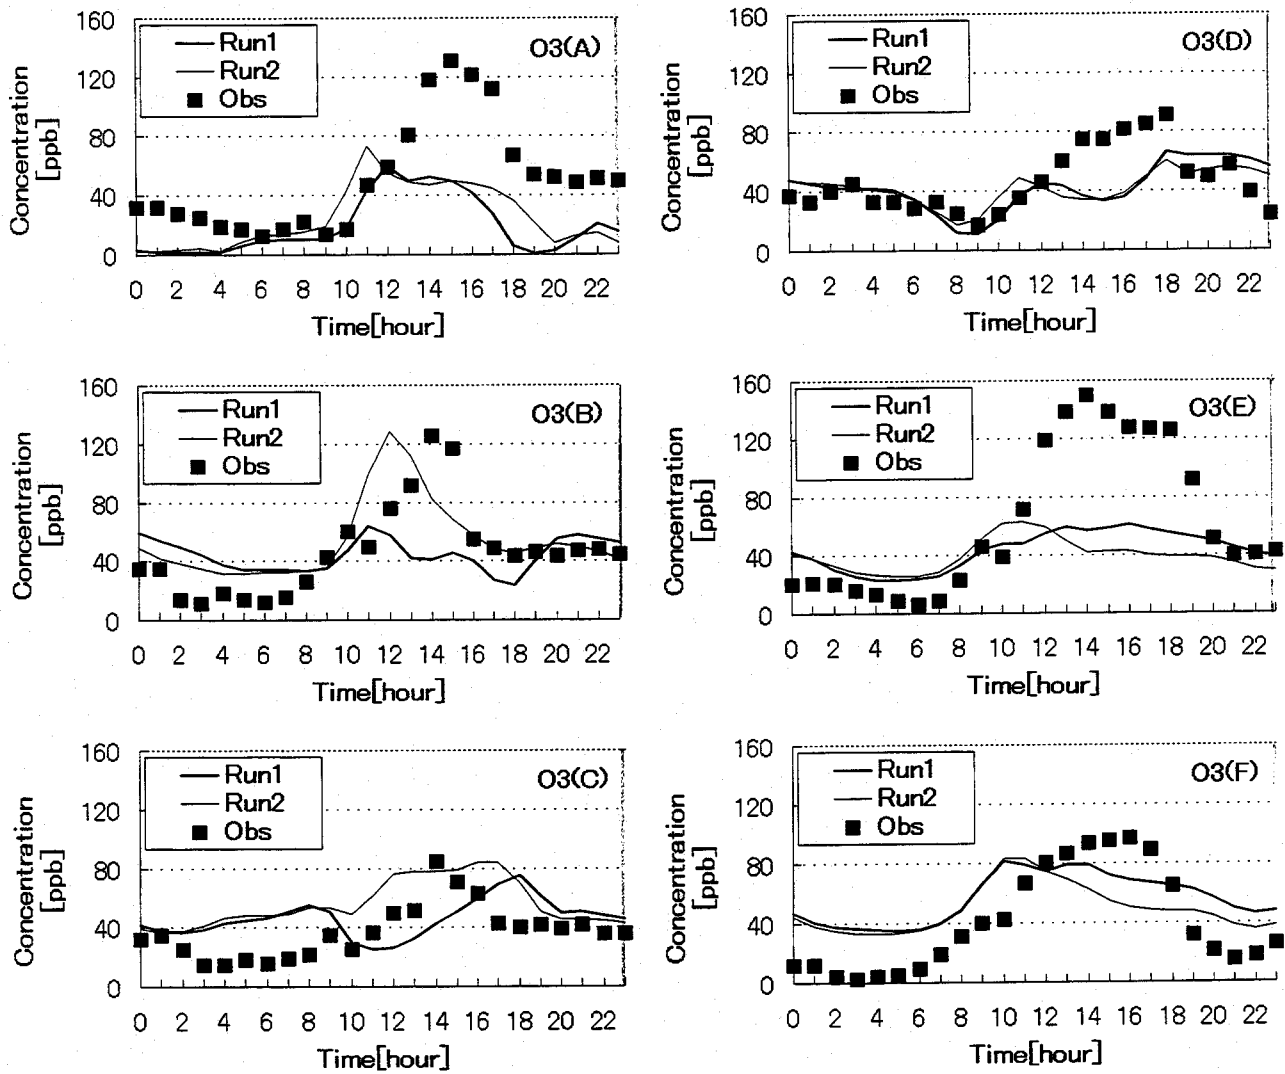 160
120
80
40
0
Concentration
[ppb]
Run1
Run2
Obs
O3(A)
0 2 4 6 8 10 12 14 16 18 20 22
Time[hour]
160
120
80
40
0
Concentration
[ppb]
Run1
Run2
Obs
O3(D)
0 2 4 6 8 10 12 14 16 18 20 22
Time[hour]
160
120
80
40
0
Concentration
[ppb]
Run1
Run2
Obs
O3(B)
0 2 4 6 8 10 12 14 16 18 20 22
Time[hour]
160
120
80
40
0
Concentration
[ppb]
Run1
Run2
Obs
O3(E)
0 2 4 6 8 10 12 14 16 18 20 22
Time[hour]
160
120
80
40
0
Concentration
[ppb]
Run1
Run2
Obs
O3(C)
0 2 4 6 8 10 12 14 16 18 20 22
Time[hour]
160
120
80
40
0
Concentration
[ppb]
Run1
Run2
Obs
O3(F)
0 2 4 6 8 10 12 14 16 18 20 22
Time[hour]